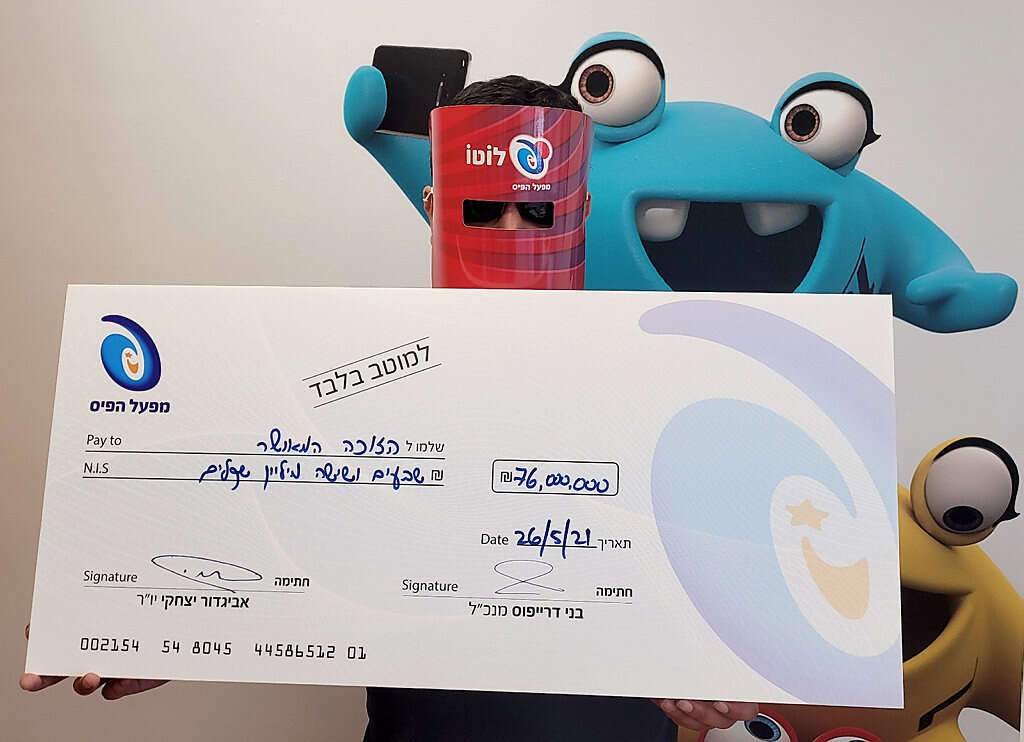 לוטו
מפעל הפיס
מפעל הפיס
למוטב בלבד
Pay to הזוכה המאושר שלמו ל
N.I.S שבעים ושישה מיליון שקלים ₪
₪76,000,000
Date 26/5/21 תאריך
Signature חתימה
אביגדור יצחקי יו״ר
Signature חתימה
בני דרייפוס מנכ״ל
002154 54 8045 44586512 01